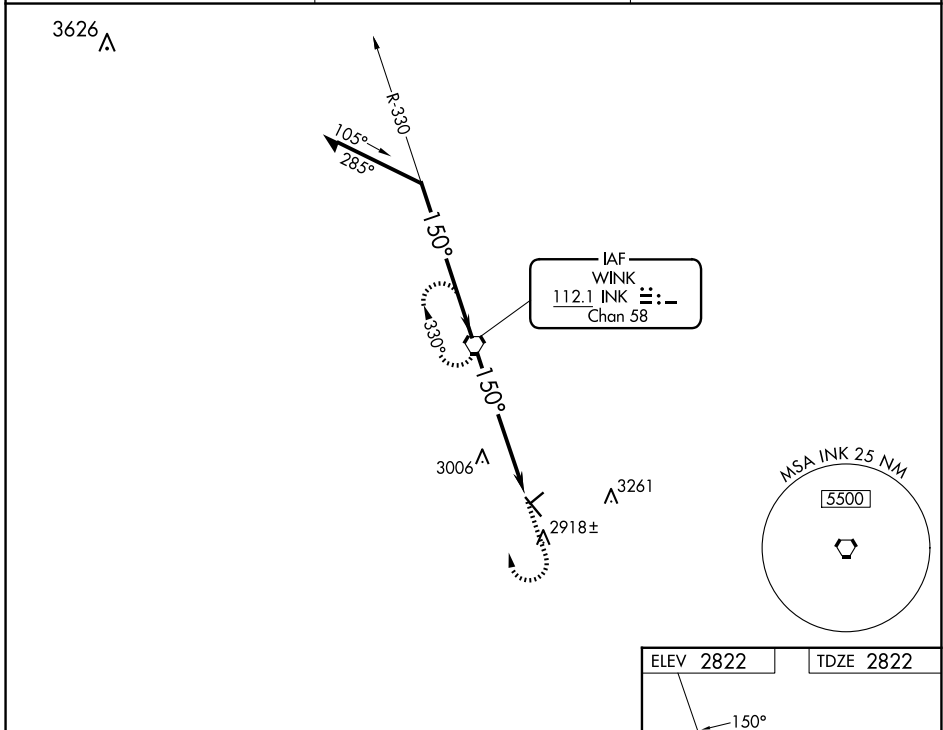 3626
R-330
105°
285°
150°
IAF
WINK
112.1 INK
Chan 58
330°
150°
3006
3261
2918±
MSA INK 25 NM
5500
ELEV 2822
TDZE 2822
150°